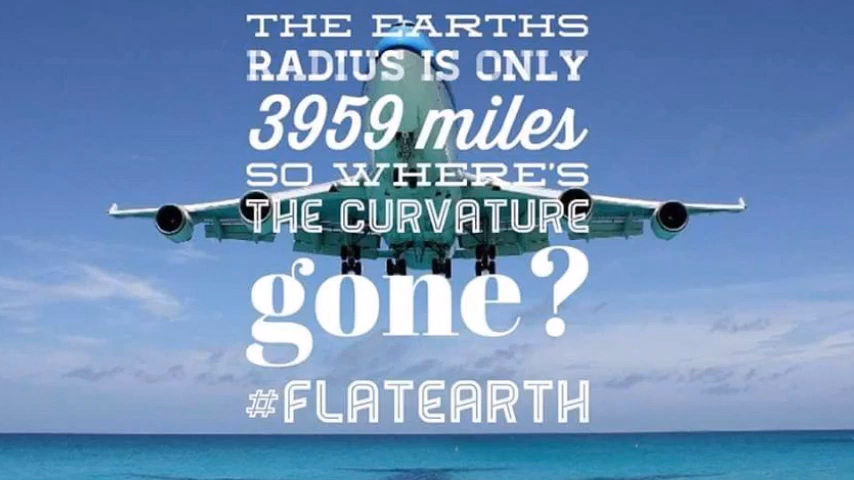 THE EARTHS
RADIUS IS ONLY
3959 miles
SO WHERE'S
THE CURVATURE
gone?
#FLATEARTH